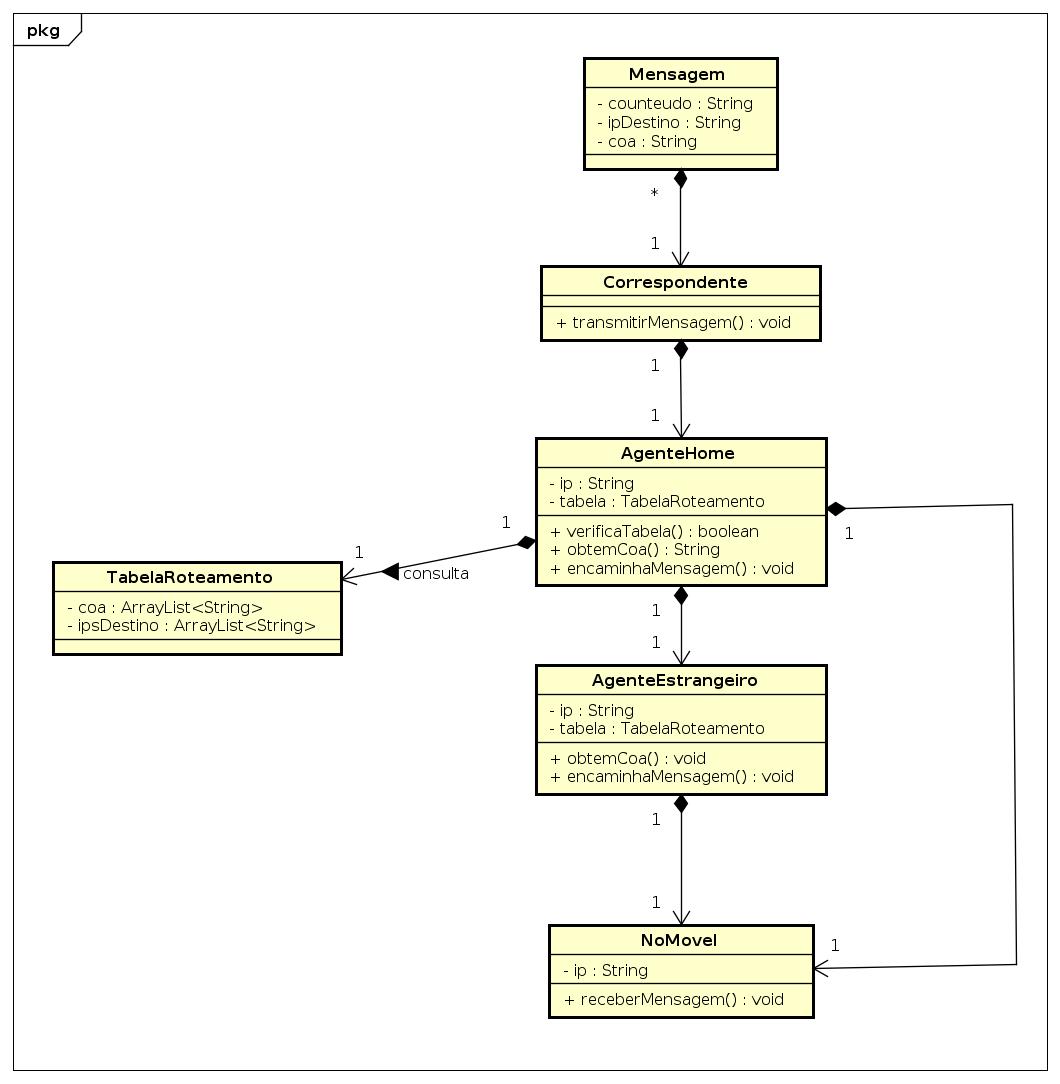 pkg
Mensagem
- counteudo : String
- ipDestino : String
- coa : String
*
1
Correspondente
+ transmitirMensagem() : void
1
1
AgenteHome
- ip : String
- tabela : TabelaRoteamento
+ verificaTabela() : boolean
+ obtemCoa() : String
+ encaminhaMensagem() : void
1
1
1
consulta
TabelaRoteamento
- coa : ArrayList<String>
- ipsDestino : ArrayList<String>
1
1
AgenteEstrangeiro
- ip : String
- tabela : TabelaRoteamento
+ obtemCoa() : void
+ encaminhaMensagem() : void
1
1
1
NoMovel
- ip : String
+ receberMensagem() : void